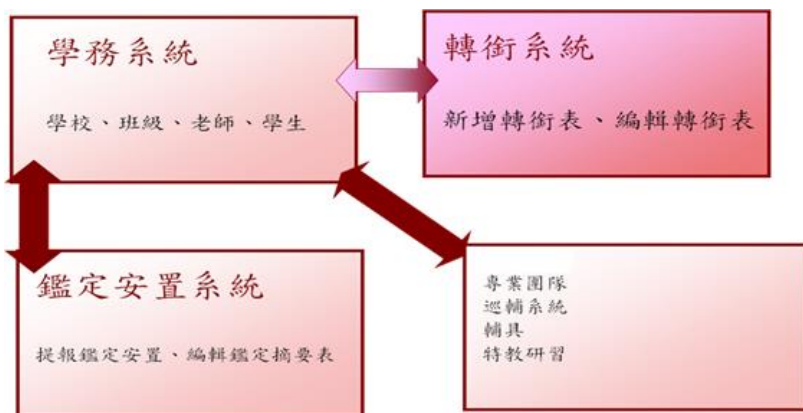 學務系統
學校、班級、老師、學生
轉銜系統
新增轉銜表、編輯轉銜表
鑑定安置系統
提報鑑定安置、編輯鑑定摘要表
專業團隊
巡輔系統
輔具
特教研習